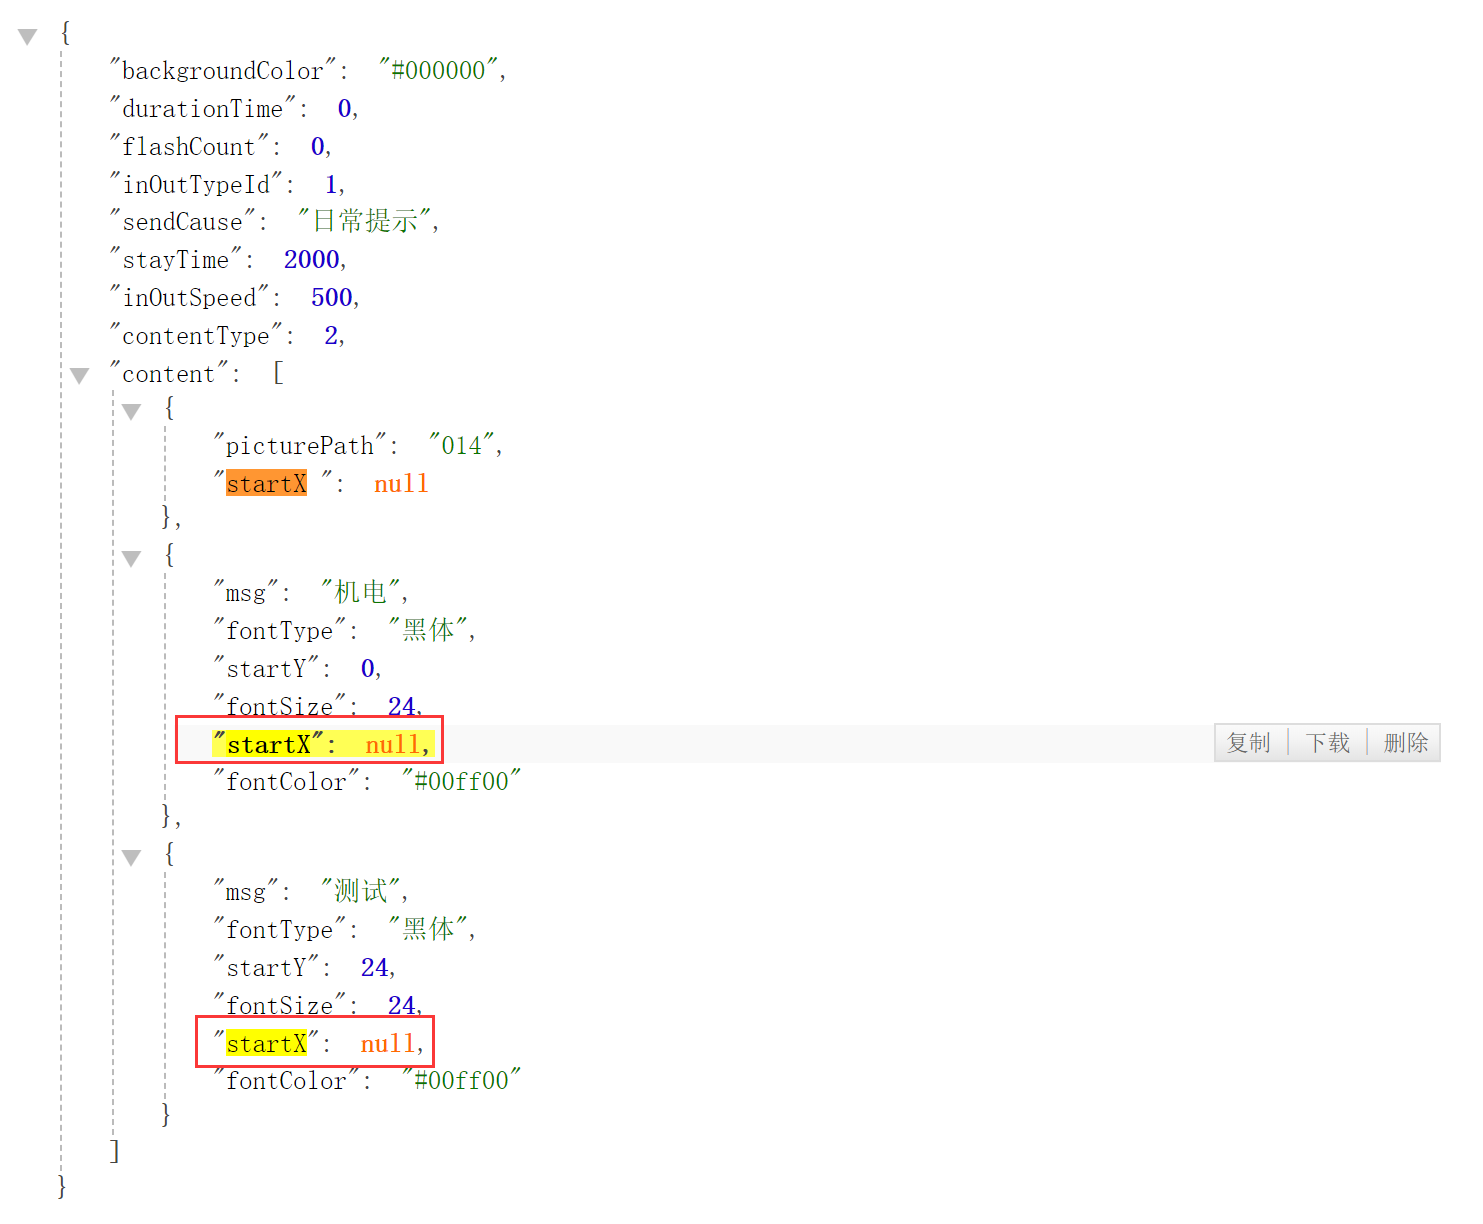 {
"backgroundColor": "#000000",
"durationTime": 0,
"flashCount": 0,
"inOutTypeId": 1,
"sendCause": "日常提示",
"stayTime": 2000,
"inOutSpeed": 500,
"contentType": 2,
"content": [
{
"picturePath": "014",
"startX ": null
},
{
"msg": "机电",
"fontType": "黑体",
"startY": 0,
"fontSize": 24,
"startX": null,
复制 下载 删除
"fontColor": "#00ff00"
},
{
"msg": "测试",
"fontType": "黑体",
"startY": 24,
"fontSize": 24,
"startX": null,
"fontColor": "#00ff00"
}
]
}